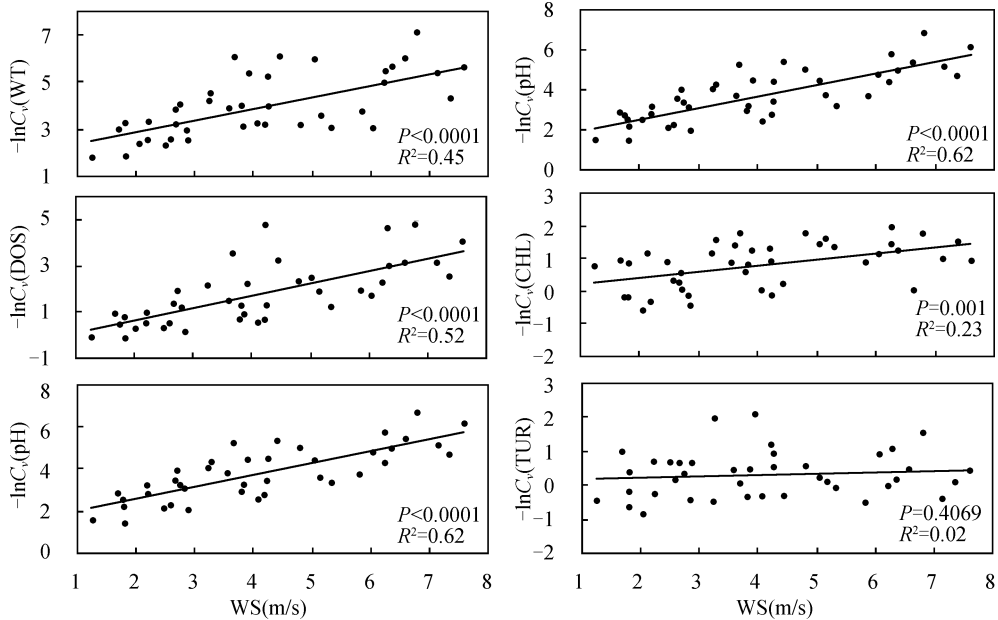 −lnCv(WT)
7
5
3
1
P<0.0001
R²=0.45
−lnCv(pH)
8
6
4
2
0
P<0.0001
R²=0.62
−lnCv(DOS)
5
3
1
−1
P<0.0001
R²=0.52
−lnCv(CHL)
3
2
1
0
−1
−2
P=0.001
R²=0.23
−lnCv(pH)
8
6
4
2
0
P<0.0001
R²=0.62
1 2 3 4 5 6 7 8
WS(m/s)
−lnCv(TUR)
3
2
1
0
−1
−2
P=0.4069
R²=0.02
1 2 3 4 5 6 7 8
WS(m/s)